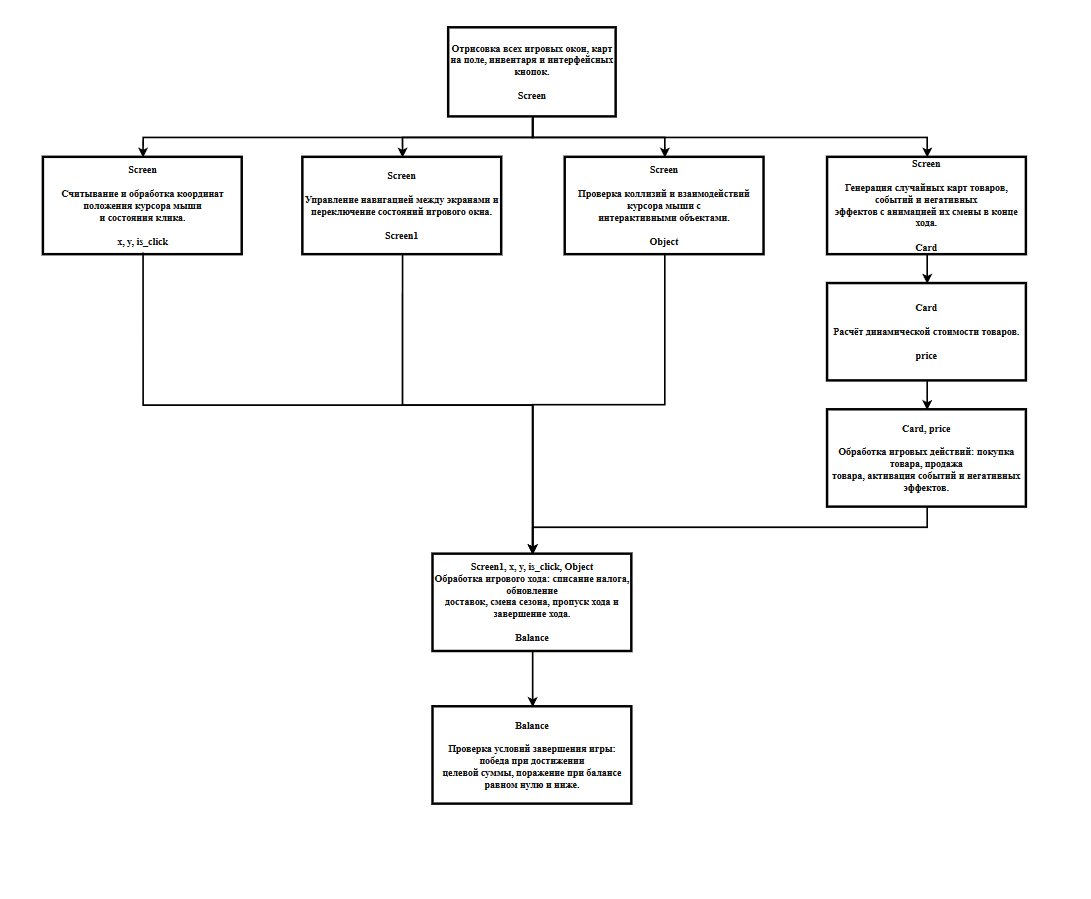 Отрисовка всех игровых окон, карт
на поле, инвентаря и интерфейсных
кнопок.
Screen
Screen
Считывание и обработка координат
положения курсора мыши
и состояния клика.
x, y, is_click
Screen
Управление навигацией между экранами и
переключение состояний игрового окна.
Screen1
Screen
Проверка коллизий и взаимодействий
курсора мыши с
интерактивными объектами.
Object
Screen
Генерация случайных карт товаров,
событий и негативных
эффектов с анимацией их смены в конце
хода.
Card
Card
Расчёт динамической стоимости товаров.
price
Card, price
Обработка игровых действий: покупка
товара, продажа
товара, активация событий и негативных
эффектов.
Screen1, x, y, is_click, Object
Обработка игрового хода: списание налога,
обновление
доставок, смена сезона, пропуск хода и
завершение хода.
Balance
Balance
Проверка условий завершения игры:
победа при достижении
целевой суммы, поражение при балансе
равном нулю и ниже.